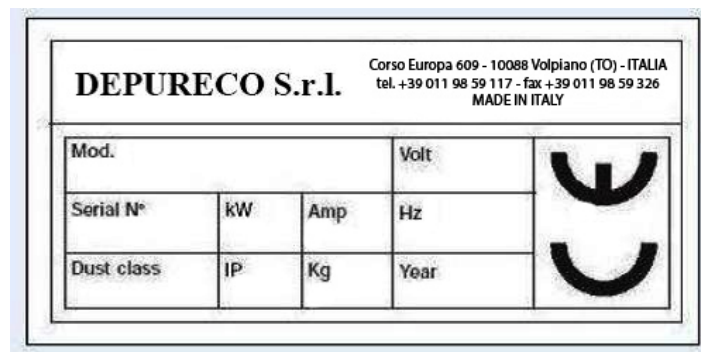 DEPURECO S.r.l.
Corso Europa 609 - 10088 Volpiano (TO) - ITALIA
tel. +39 011 98 59 117 - fax +39 011 98 59 326
MADE IN ITALY
Mod. Volt
Serial N° kW Amp Hz
Dust class IP Kg Year
CE